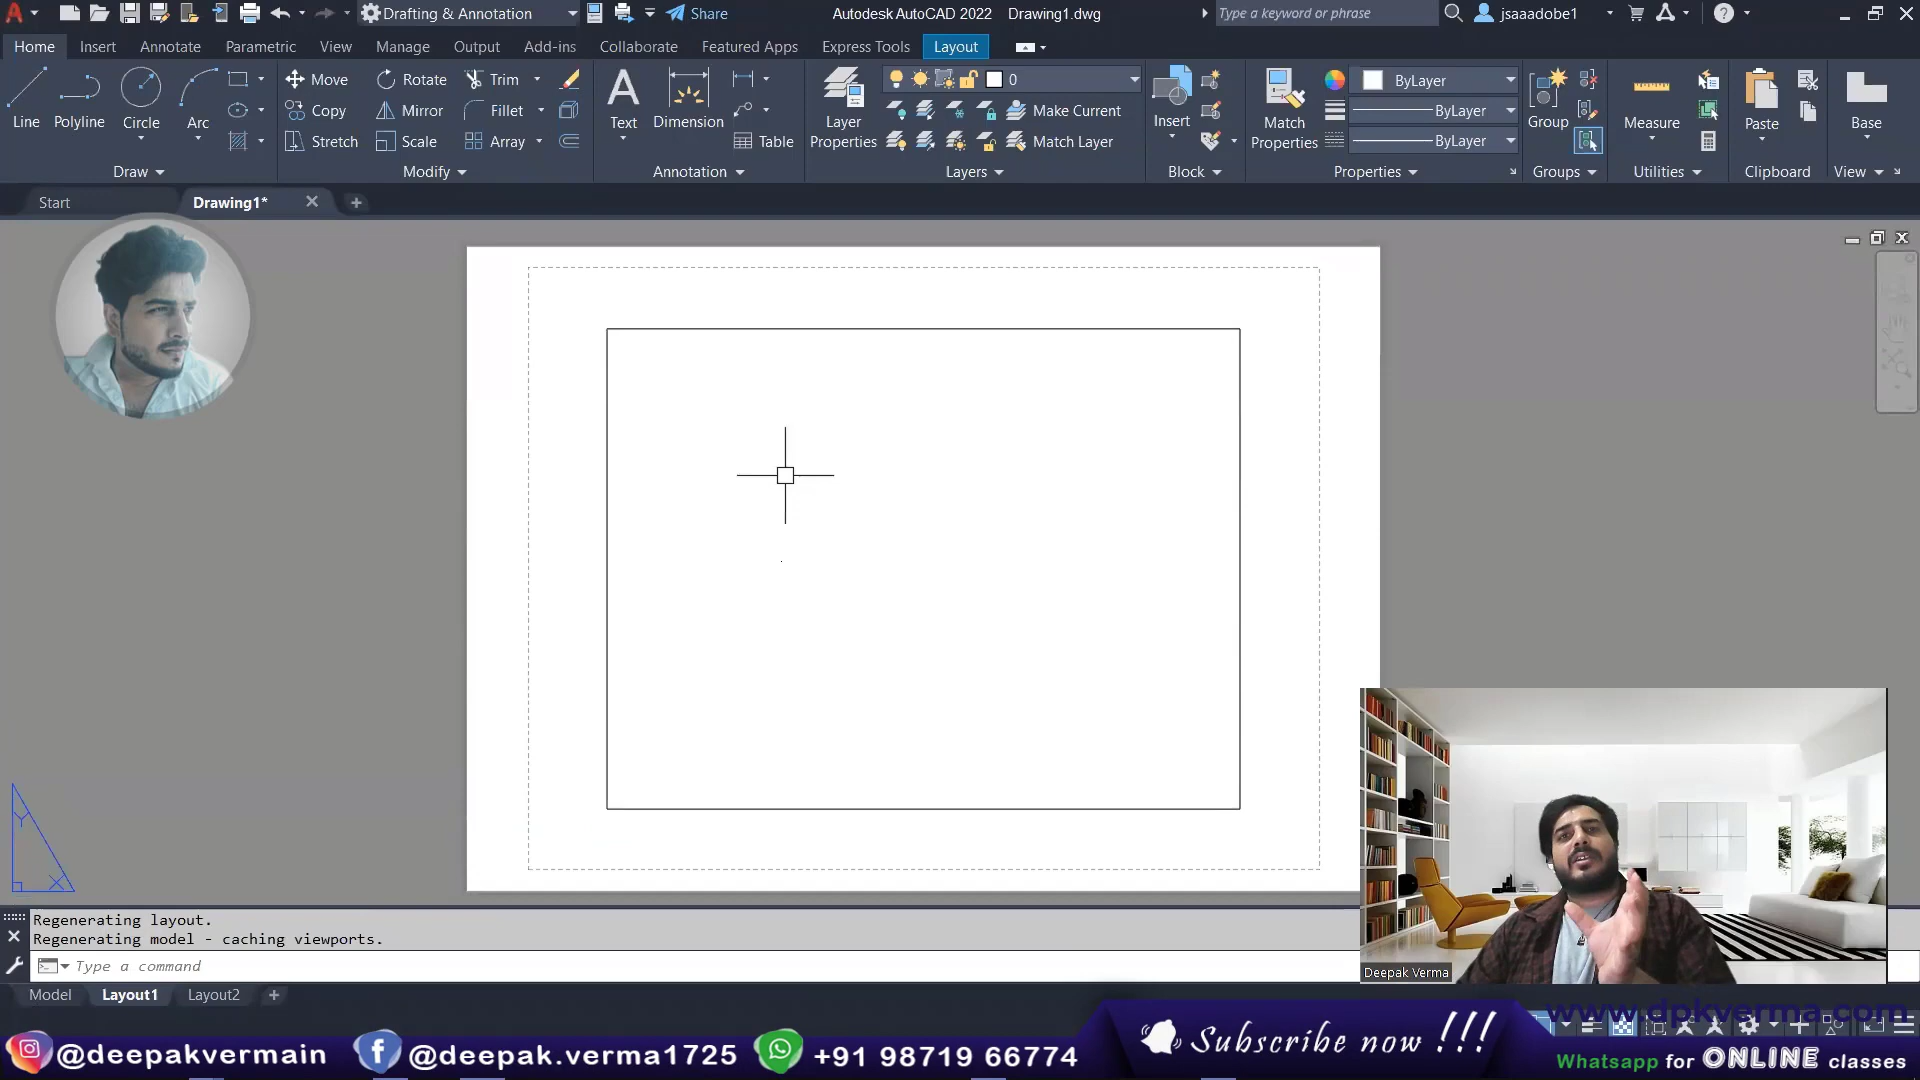 Drafting & Annotation
Share
Autodesk AutoCAD 2022 Drawing1.dwg
Type a keyword or phrase
jsaaadobe1
Home Insert Annotate Parametric View Manage Output Add-ins Collaborate Featured Apps Express Tools Layout
Line Polyline Circle Arc
Move Rotate Trim
Copy Mirror Fillet
Stretch Scale Array
Text Dimension Table
Layer Properties
0
Make Current
Match Layer
Insert
Match Properties
ByLayer
ByLayer
ByLayer
Group
Measure
Paste
Base
Draw Modify Annotation Layers Block Properties Groups Utilities Clipboard View
Start Drawing1*
Y
X
Regenerating layout.
Regenerating model - caching viewports.
Type a command
Deepak Verma
Model Layout1 Layout2
www.dpkverma.com
@deepakvermain @deepak.verma1725 +91 98719 66774
Subscribe now !!!
Whatsapp for ONLINE classes